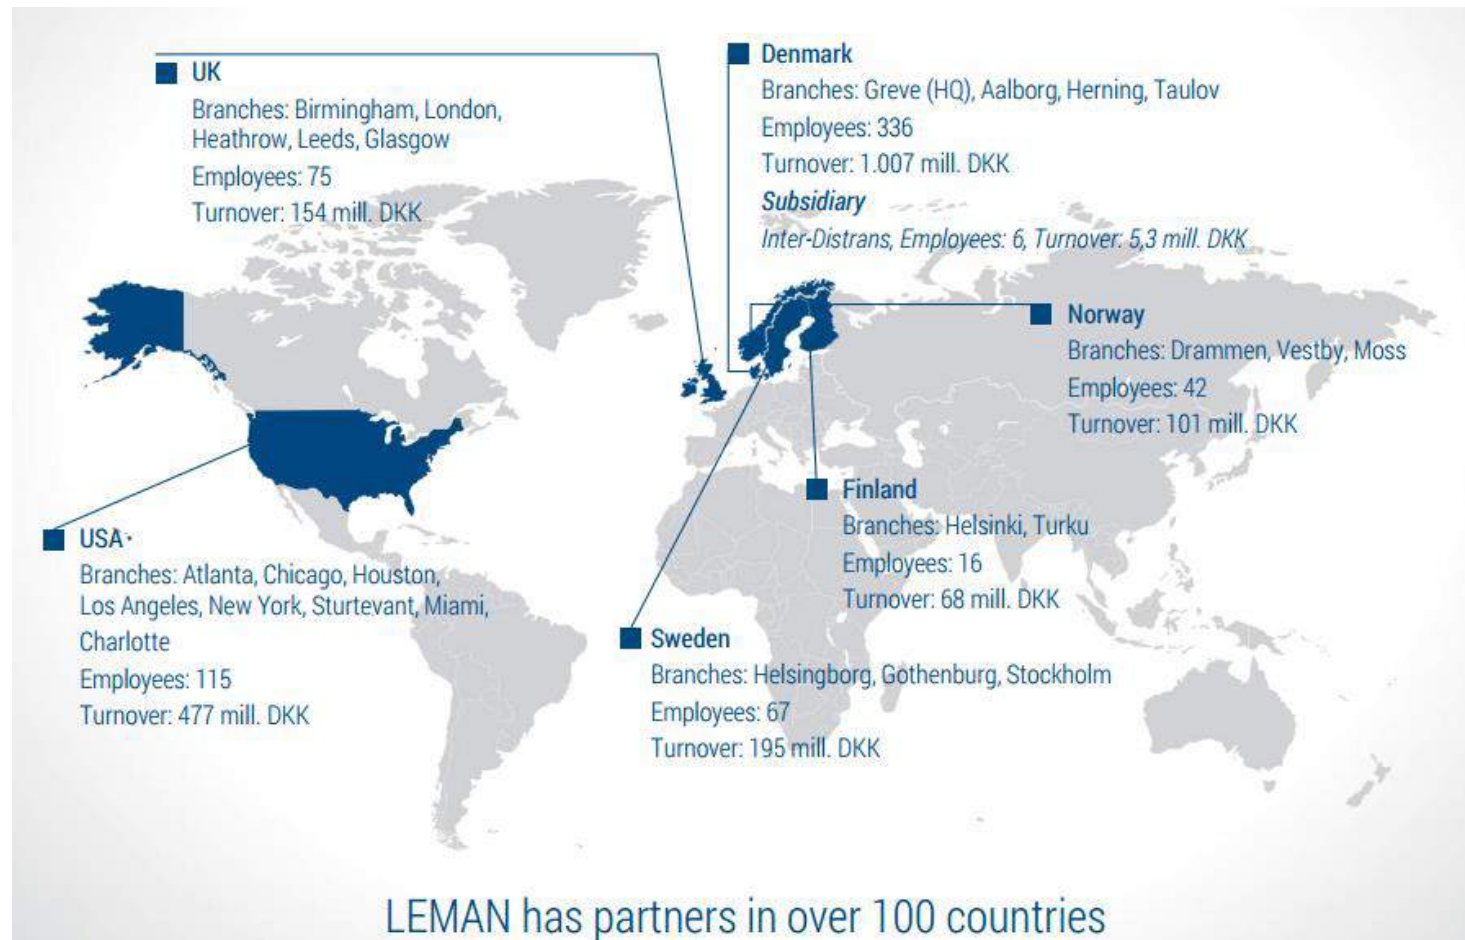 UK
Branches: Birmingham, London,
Heathrow, Leeds, Glasgow
Employees: 75
Turnover: 154 mill. DKK
Denmark
Branches: Greve (HQ), Aalborg, Herning, Taulov
Employees: 336
Turnover: 1.007 mill. DKK
Subsidiary
Inter-Distrans, Employees: 6, Turnover: 5,3 mill. DKK
Norway
Branches: Drammen, Vestby, Moss
Employees: 42
Turnover: 101 mill. DKK
Finland
Branches: Helsinki, Turku
Employees: 16
Turnover: 68 mill. DKK
USA
Branches: Atlanta, Chicago, Houston,
Los Angeles, New York, Sturtevant, Miami,
Charlotte
Employees: 115
Turnover: 477 mill. DKK
Sweden
Branches: Helsingborg, Gothenburg, Stockholm
Employees: 67
Turnover: 195 mill. DKK
LEMAN has partners in over 100 countries